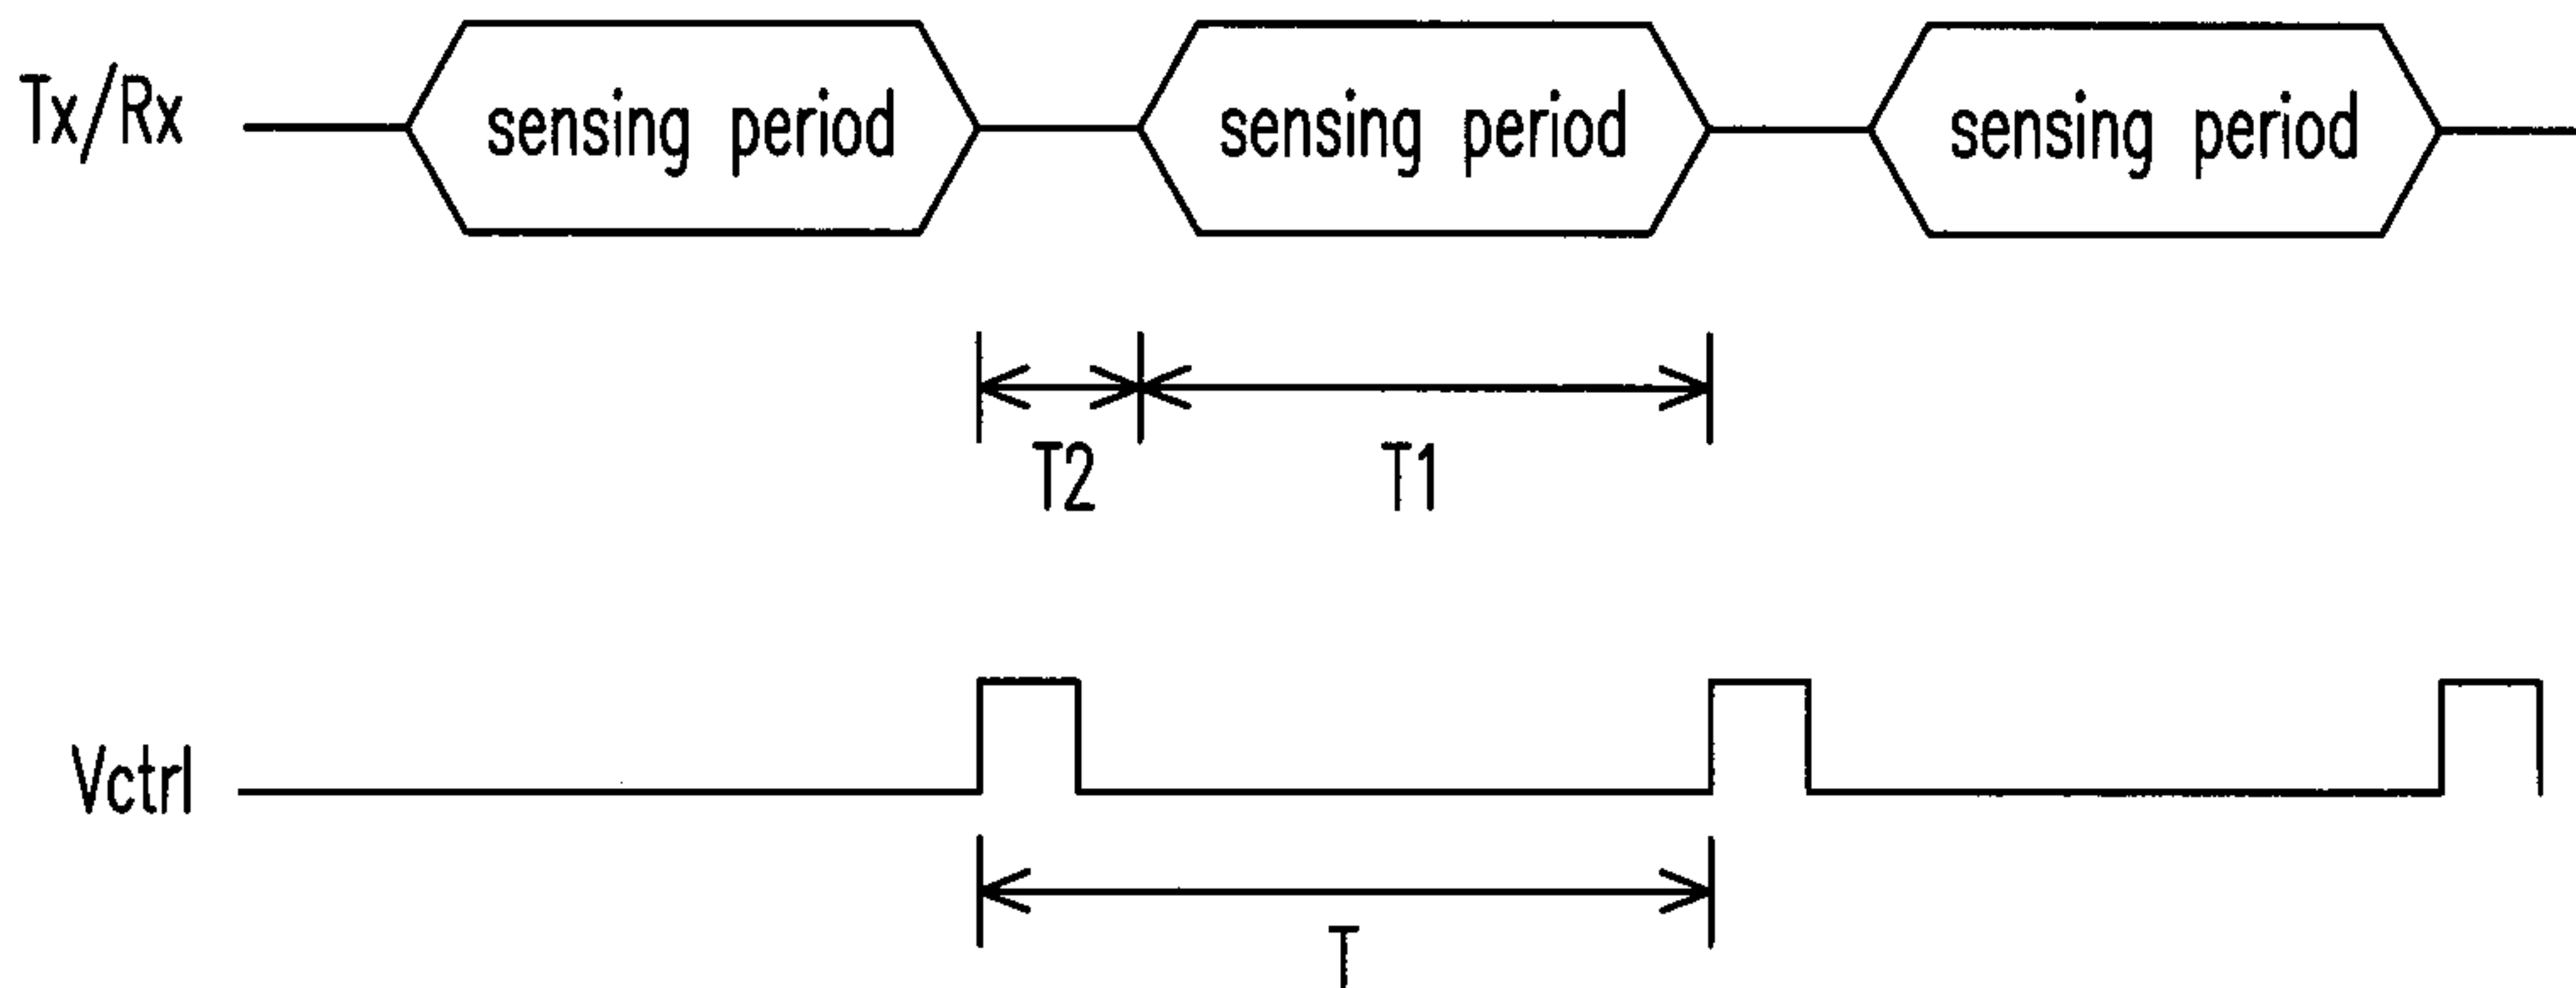 Tx/Rx sensing period sensing period sensing period
T2 T1
Vctrl
T